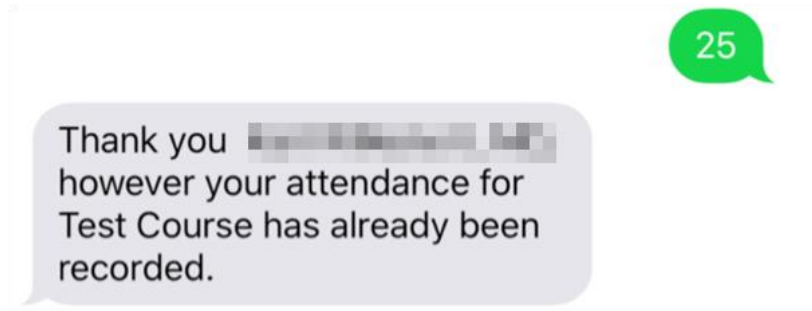 25
Thank you
however your attendance for
Test Course has already been
recorded.